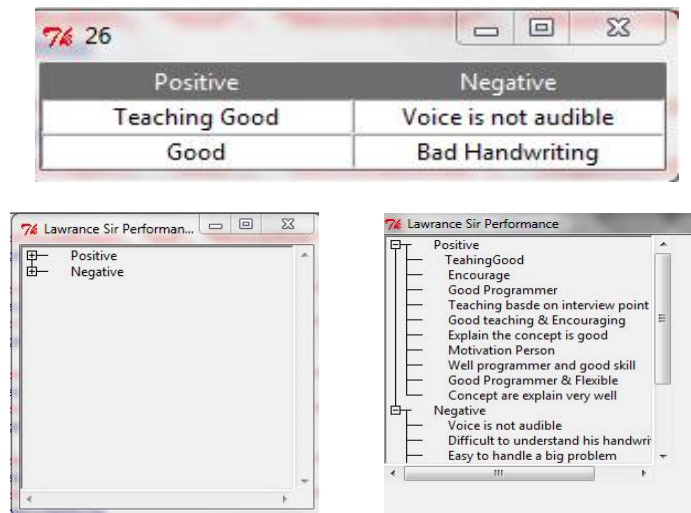 26
Positive Negative
Teaching Good Voice is not audible
Good Bad Handwriting
Lawrance Sir Performan...
Positive
Negative
Lawrance Sir Performance
Positive
TeahingGood
Encourage
Good Programmer
Teaching basde on interview point
Good teaching & Encouraging
Explain the concept is good
Motivation Person
Well programmer and good skill
Good Programmer & Flexible
Concept are explain very well
Negative
Voice is not audible
Difficult to understand his handwri
Easy to handle a big problem